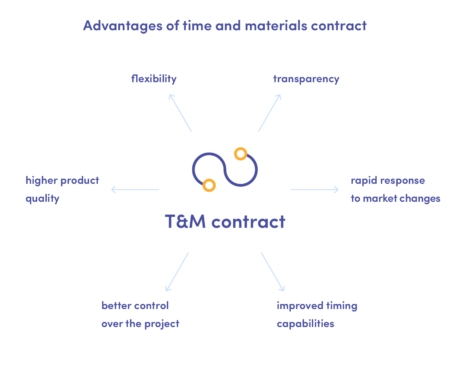 Advantages of time and materials contract
flexibility
transparency
higher product
quality
rapid response
to market changes
T&M contract
better control
over the project
improved timing
capabilities